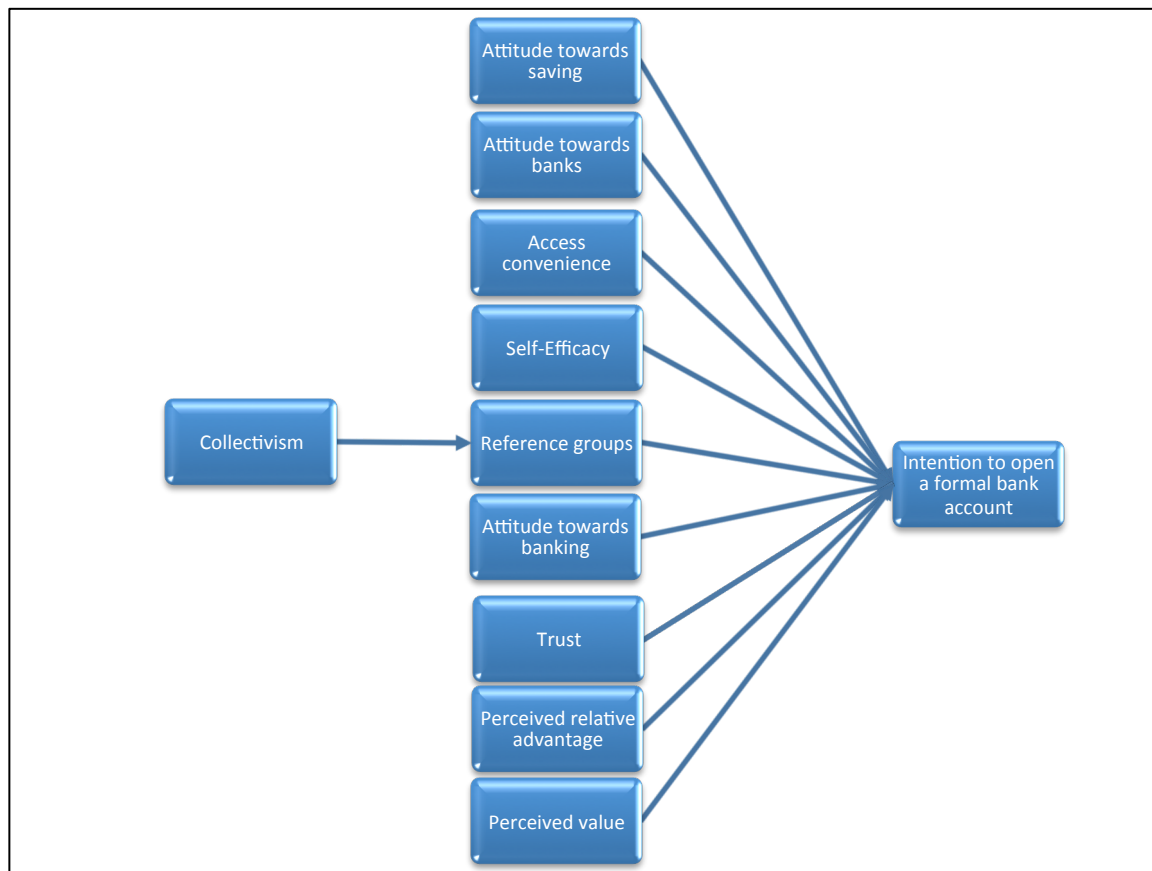 Attitude towards
saving
Attitude towards
banks
Access
convenience
Self-Efficacy
Collectivism
Reference groups
Intention to open
a formal bank
account
Attitude towards
banking
Trust
Perceived relative
advantage
Perceived value